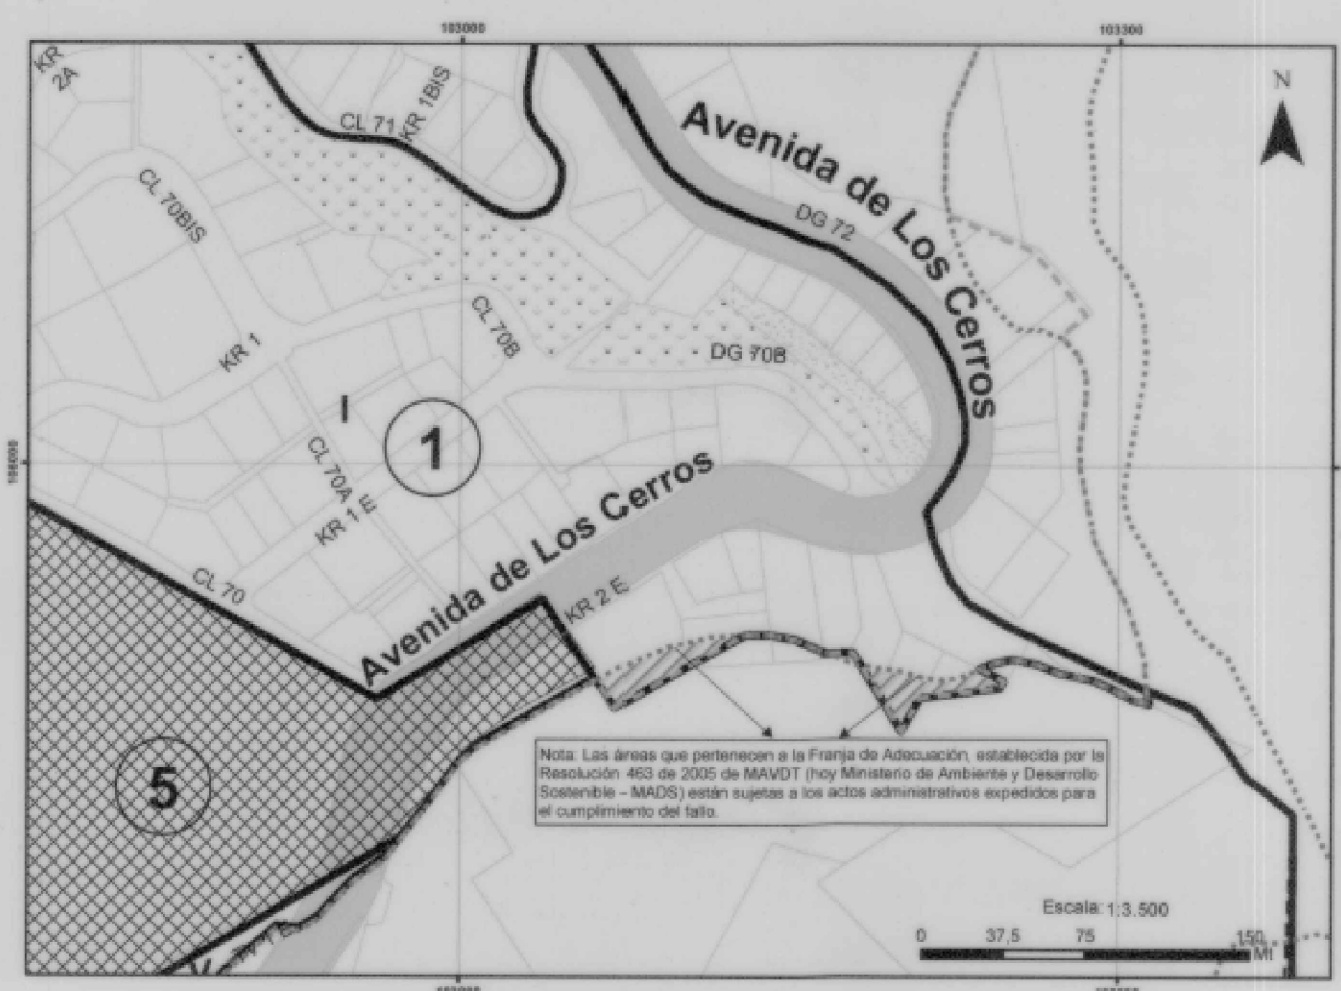 103000
103300
KR
2A
CL 71
KR 1BIS
N
Avenida de Los Cerros
DG 72
CL 70BIS
CL 70B
KR 1
DG 70B
I
1
106000
CL 70A
KR 1 E
Avenida de Los Cerros
CL 70
KR 2 E
5
Nota: Las áreas que pertenecen a la Franja de Adecuación, establecida por la
Resolución 463 de 2005 de MAVDT (hoy Ministerio de Ambiente y Desarrollo
Sostenible – MADS) están sujetas a los actos administrativos expedidos para
el cumplimiento del fallo.
Escala: 1:3.500
0 37,5 75 150
Mt